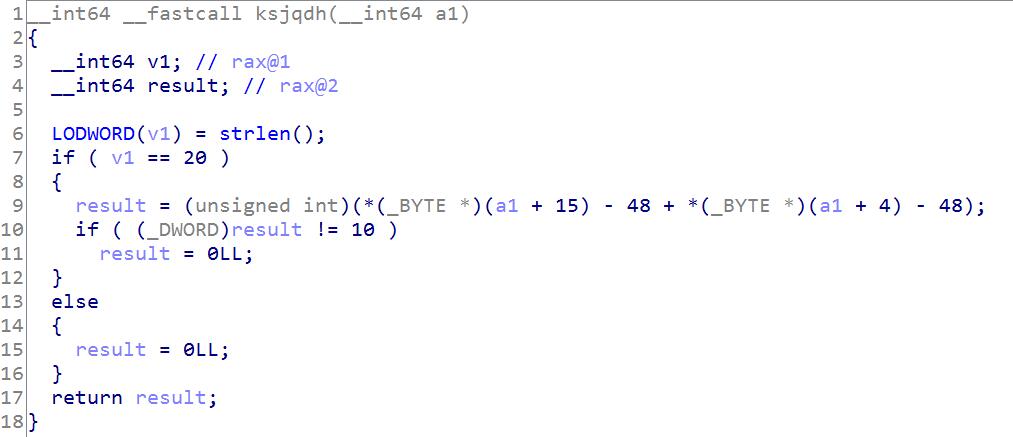 1 __int64 __fastcall ksjqdh(__int64 a1)
2 {
3   __int64 v1; // rax@1
4   __int64 result; // rax@2
5
6   LODWORD(v1) = strlen();
7   if ( v1 == 20 )
8   {
9     result = (unsigned int)(*(_BYTE *)(a1 + 15) - 48 + *(_BYTE *)(a1 + 4) - 48);
10     if ( (_DWORD)result != 10 )
11       result = 0LL;
12   }
13   else
14   {
15     result = 0LL;
16   }
17   return result;
18 }